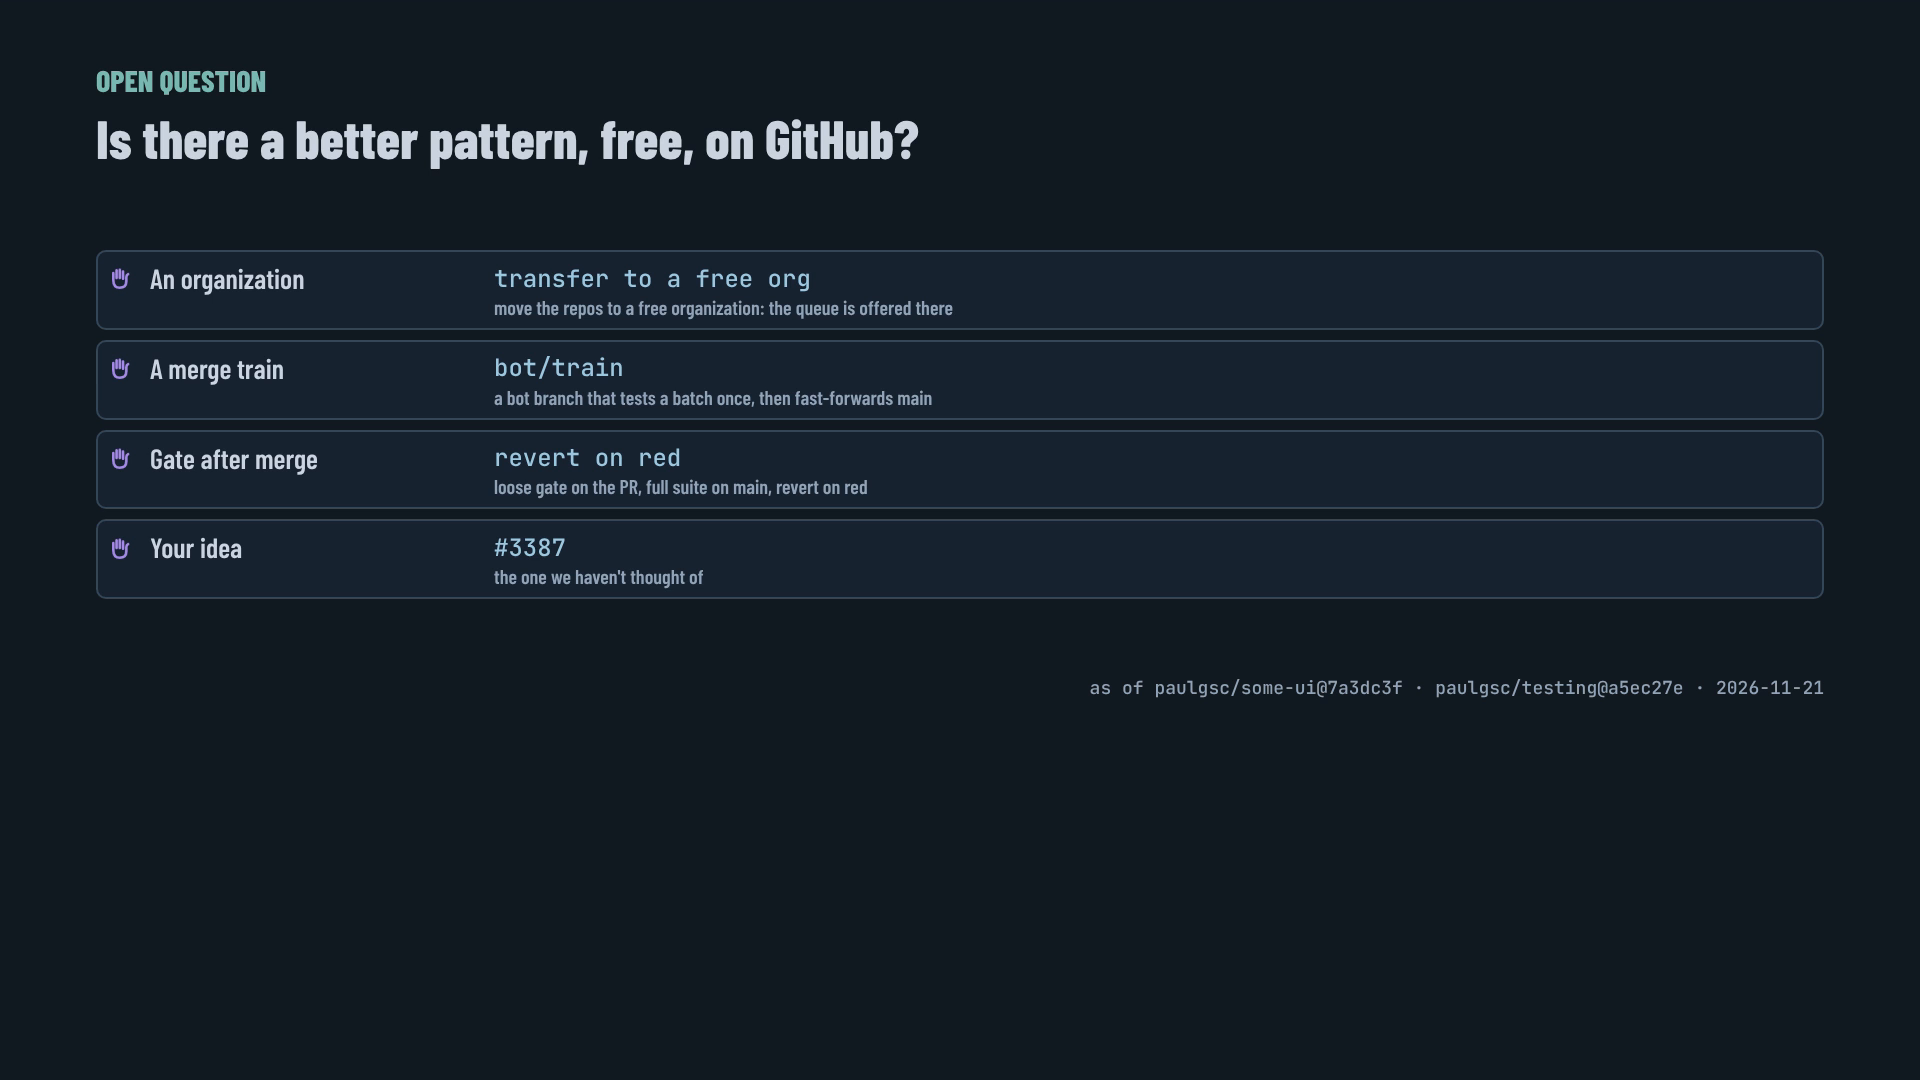 OPEN QUESTION
Is there a better pattern, free, on GitHub?
An organization
transfer to a free org
move the repos to a free organization: the queue is offered there
A merge train
bot/train
a bot branch that tests a batch once, then fast-forwards main
Gate after merge
revert on red
loose gate on the PR, full suite on main, revert on red
Your idea
#3387
the one we haven't thought of
as of paulgsc/some-ui@7a3dc3f · paulgsc/testing@a5ec27e · 2026-11-21